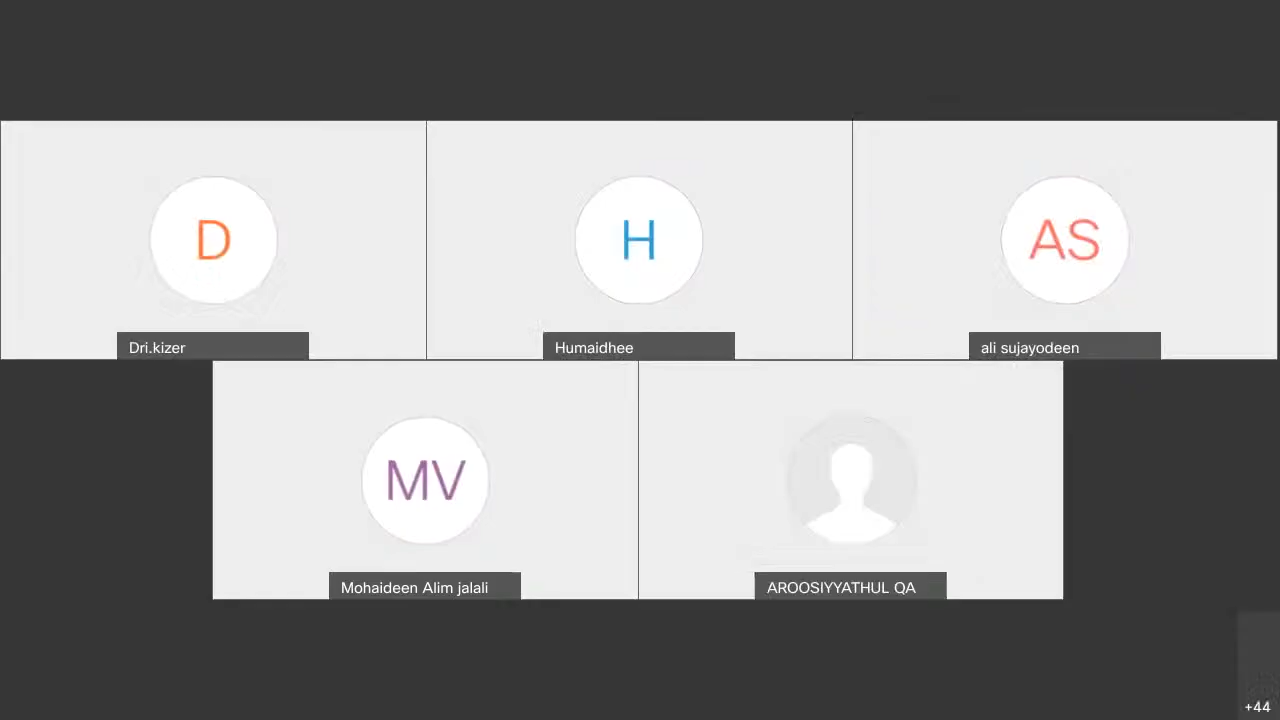 D
H
AS
Dri.kizer
Humaidhee
ali sujayodeen
MV
Mohaideen Alim jalali
AROOSIYYATHUL QA
+44